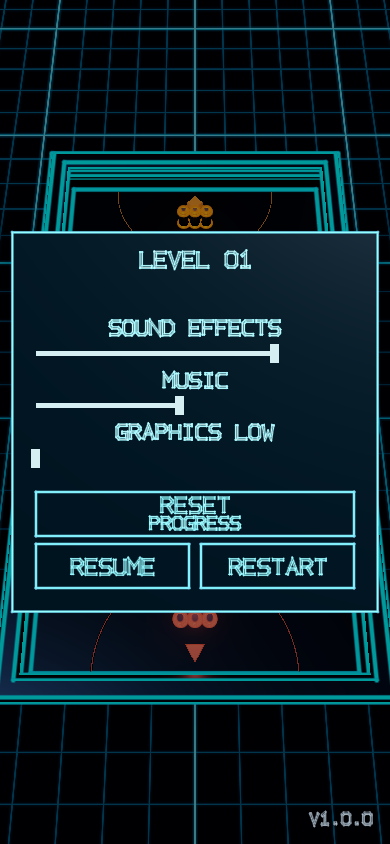 LEVEL 01
SOUND EFFECTS
MUSIC
GRAPHICS LOW
RESET
PROGRESS
RESUME
RESTART
V1.0.0